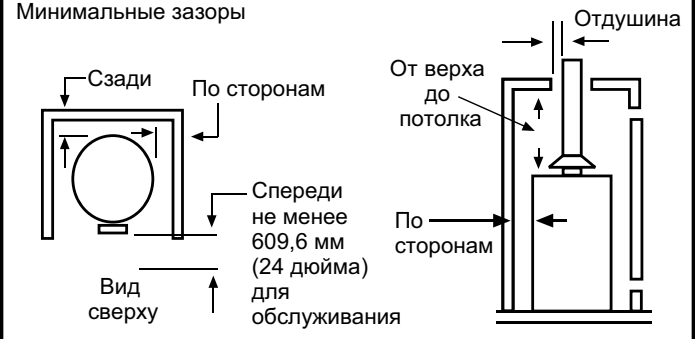 Минимальные зазоры
Сзади
По сторонам
Спереди
не менее
609,6 мм
(24 дюйма)
для
обслуживания
Вид
сверху
Отдушина
От верха
до
потолка
По
сторонам